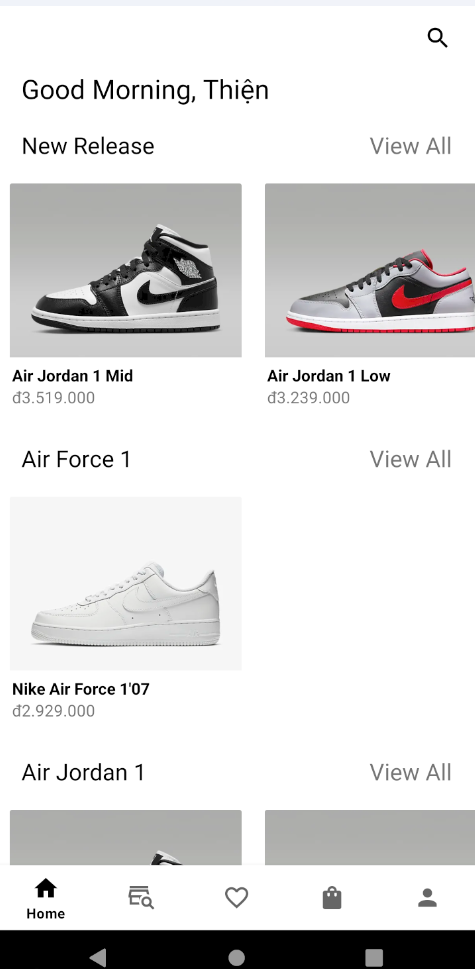 Good Morning, Thiện
New Release
View All
Air Jordan 1 Mid
Air Jordan 1 Low
đ3.519.000
đ3.239.000
Air Force 1
View All
Nike Air Force 1'07
đ2.929.000
Air Jordan 1
View All
Home